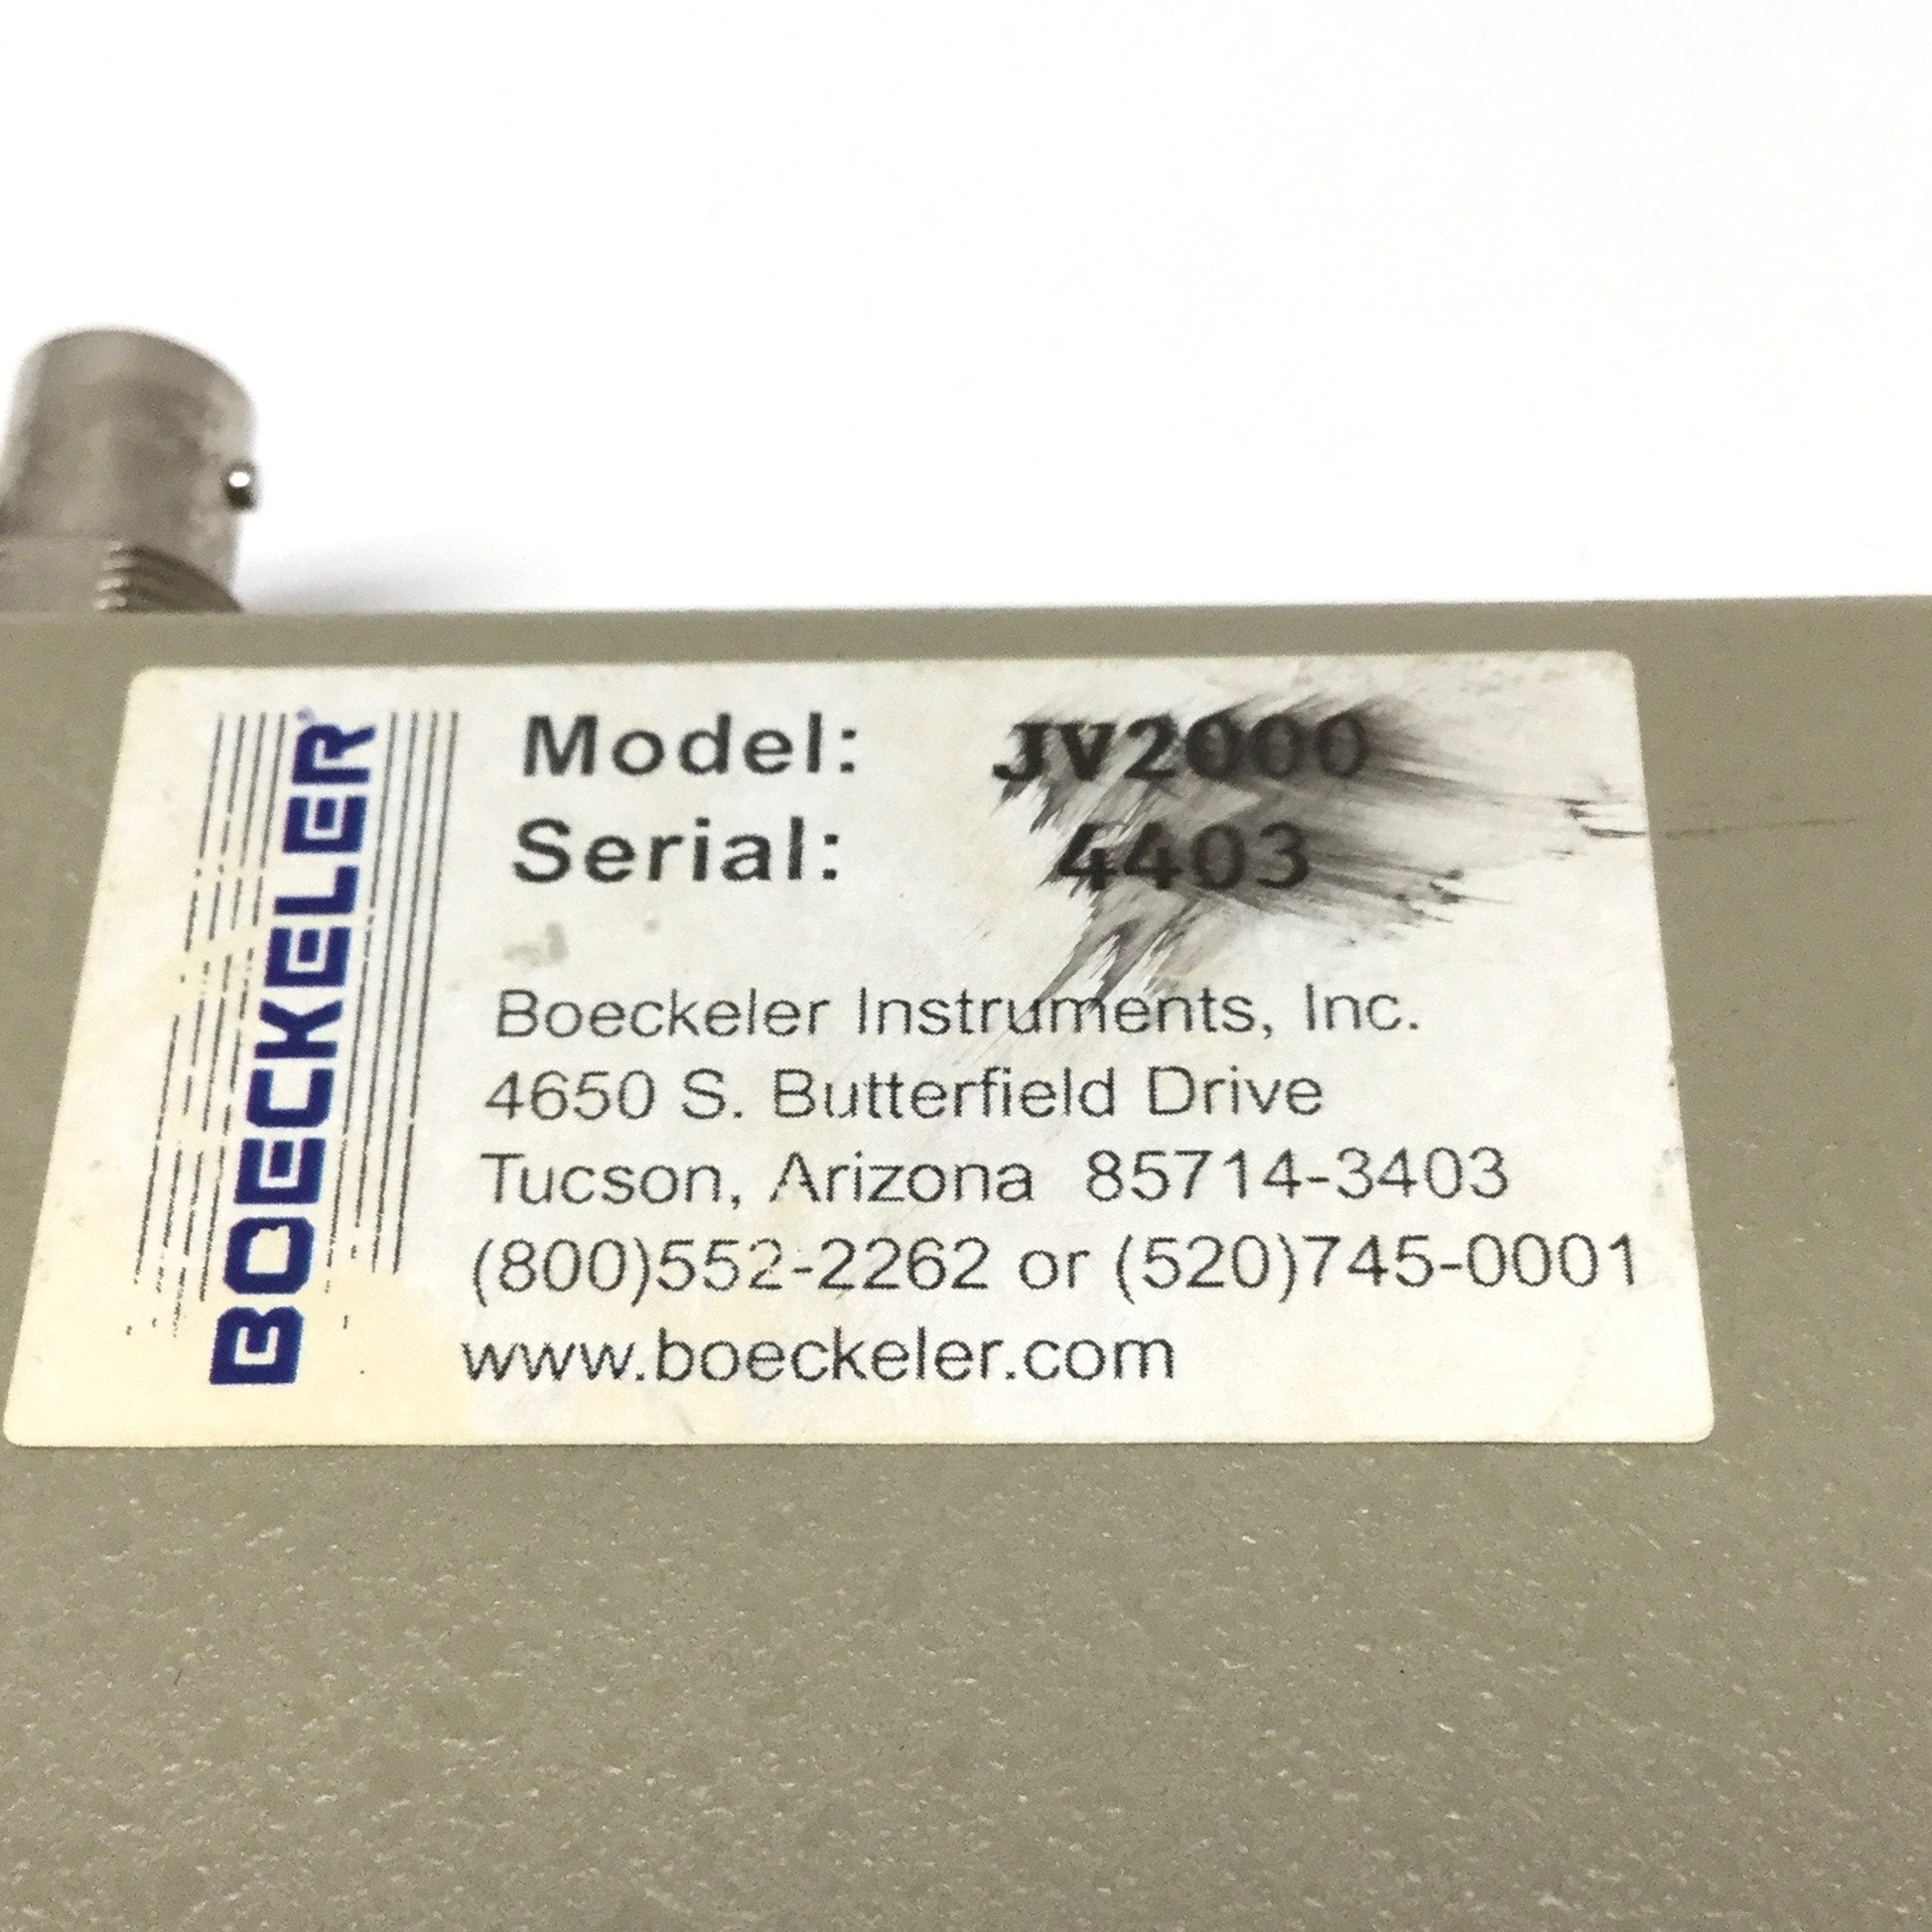 BOECKELER®
Model: JV2000
Serial: 4403
Boeckeler Instruments, Inc.
4650 S. Butterfield Drive
Tucson, Arizona 85714-3403
(800)552-2262 or (520)745-0001
www.boeckeler.com